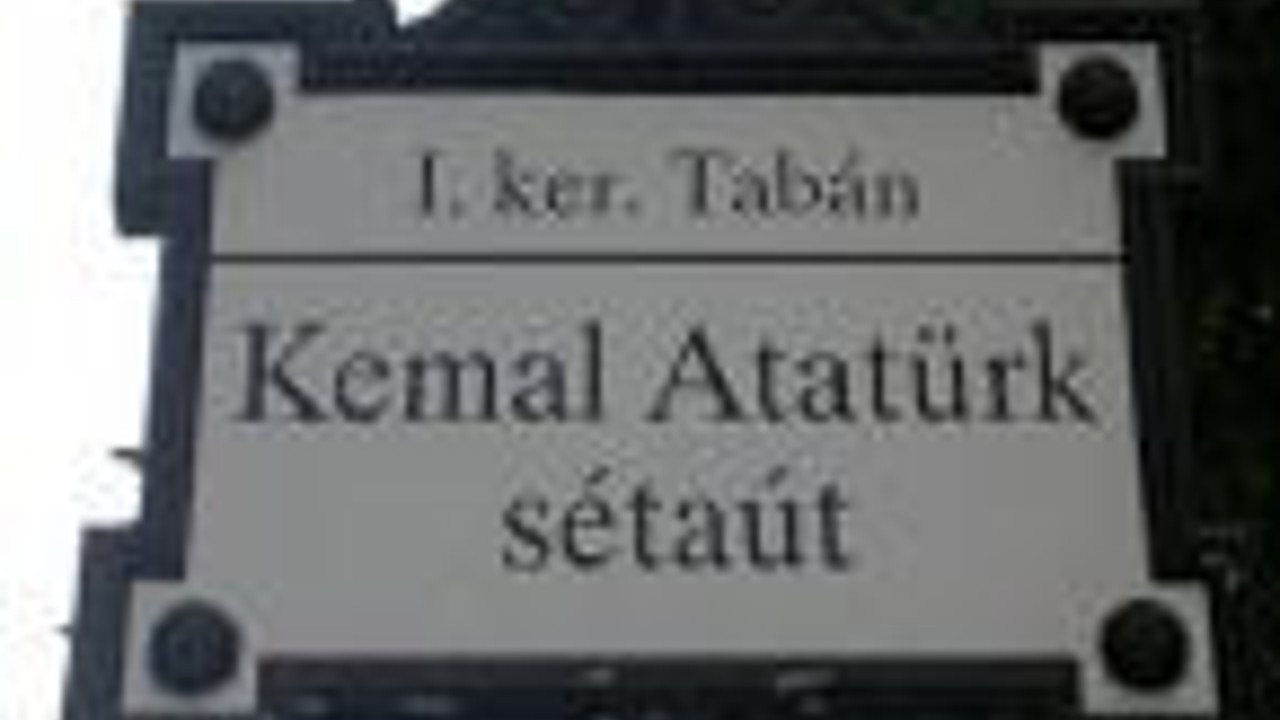 I. ker. Tabán
Kemal Atatürk
sétaút